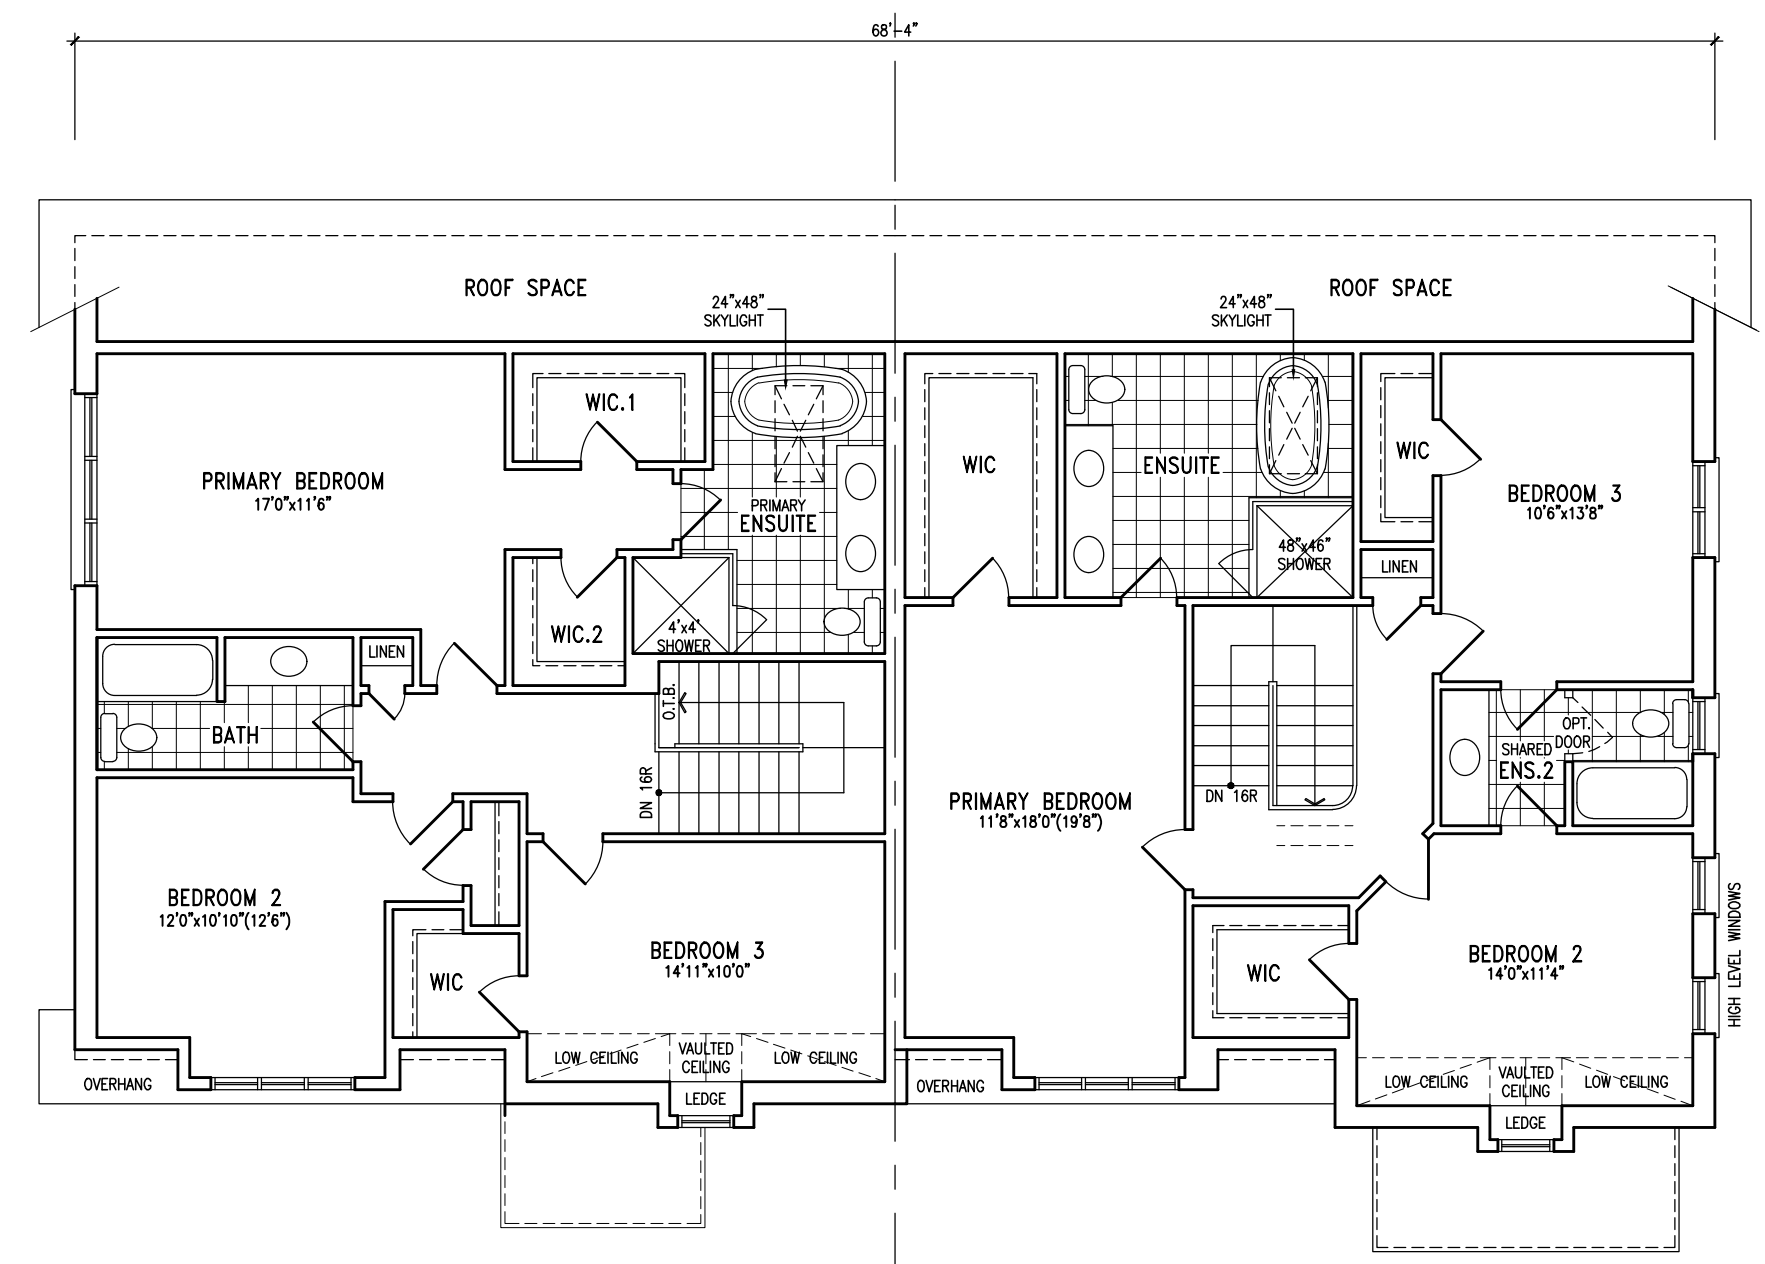 68'-4"
ROOF SPACE
ROOF SPACE
24"x48"
SKYLIGHT
24"x48"
SKYLIGHT
WIC.1
PRIMARY BEDROOM
17'0"x11'6"
PRIMARY
ENSUITE
WIC.2
4'x4'
SHOWER
LINEN
BATH
O.T.B.
DN 16R
BEDROOM 2
12'0"x10'10"(12'6")
WIC
BEDROOM 3
14'11"x10'0"
LOW CEILING
VAULTED
CEILING
LOW CEILING
LEDGE
OVERHANG
WIC
ENSUITE
48"x46"
SHOWER
WIC
LINEN
BEDROOM 3
10'6"x13'8"
OPT.
DOOR
SHARED
ENS.2
DN 16R
PRIMARY BEDROOM
11'8"x18'0"(19'8")
WIC
BEDROOM 2
14'0"x11'4"
HIGH LEVEL WINDOWS
LOW CEILING
VAULTED
CEILING
LOW CEILING
LEDGE
OVERHANG